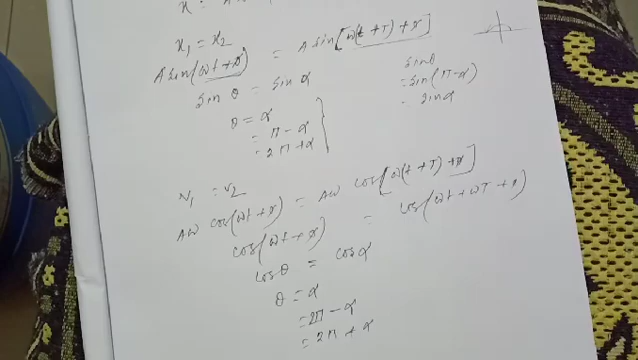 x₁ = x₂
A sin(ωt + ø) = A sin[ω(t + T) + ø]
sin θ = sin α
θ = α
= π - α
= 2π + α
sinθ
= sin(π - α)
= sin α
v₁ = v₂
Aω cos(ωt + ø) = Aω cos[ω(t + T) + ø]
cos(ωt + ø) = cos(ωt + ωT + ø)
cos θ = cos α
θ = α
= 2π - α
= 2π + α